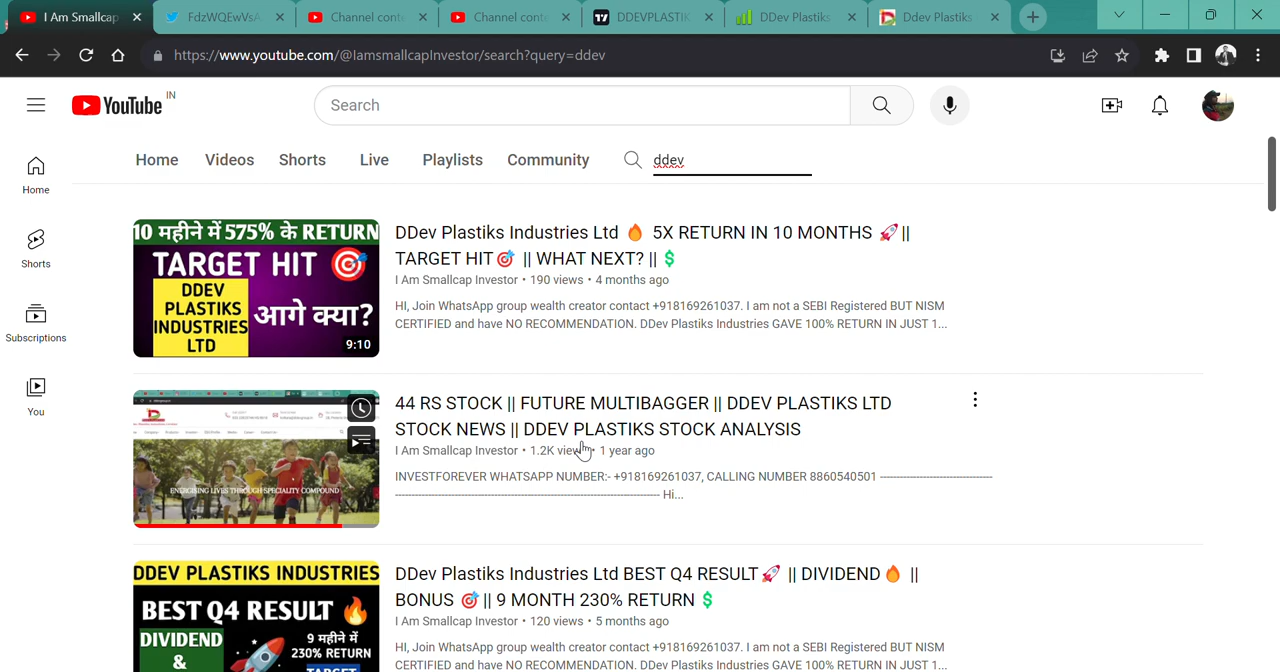 I Am Smallcap
FdzWQEwVsA
Channel conte
Channel conte
DDEVPLASTIK
DDev Plastiks
Ddev Plastiks
https://www.youtube.com/@IamsmallcapInvestor/search?query=ddev
YouTube IN
Search
Home Videos Shorts Live Playlists Community ddev
Home
Shorts
Subscriptions
You
10 महीने में 575% के RETURN
TARGET HIT 🎯
DDEV
PLASTIKS
INDUSTRIES
LTD
आगे क्या?
9:10
DDev Plastiks Industries Ltd 🔥 5X RETURN IN 10 MONTHS 🚀 ||
TARGET HIT🎯 || WHAT NEXT? || 💲
I Am Smallcap Investor • 190 views • 4 months ago
HI, Join WhatsApp group wealth creator contact +918169261037. I am not a SEBI Registered BUT NISM
CERTIFIED and have NO RECOMMENDATION. DDev Plastiks Industries GAVE 100% RETURN IN JUST 1...
ENERGISING LIVES THROUGH SPECIALITY COMPOUND
44 RS STOCK || FUTURE MULTIBAGGER || DDEV PLASTIKS LTD
STOCK NEWS || DDEV PLASTIKS STOCK ANALYSIS
I Am Smallcap Investor • 1.2K views • 1 year ago
INVESTFOREVER WHATSAPP NUMBER:- +918169261037, CALLING NUMBER 8860540501 ----------------------------
---------------------------------------------------------------- Hi...
DDEV PLASTIKS INDUSTRIES
BEST Q4 RESULT 🔥
DIVIDEND
&
9 महीने में
230% RETURN
TARGET
DDev Plastiks Industries Ltd BEST Q4 RESULT🚀 || DIVIDEND🔥 ||
BONUS 🎯|| 9 MONTH 230% RETURN 💲
I Am Smallcap Investor • 120 views • 5 months ago
HI, Join WhatsApp group wealth creator contact +918169261037. I am not a SEBI Registered BUT NISM
CERTIFIED and have NO RECOMMENDATION. DDev Plastiks Industries GAVE 100% RETURN IN JUST 1...